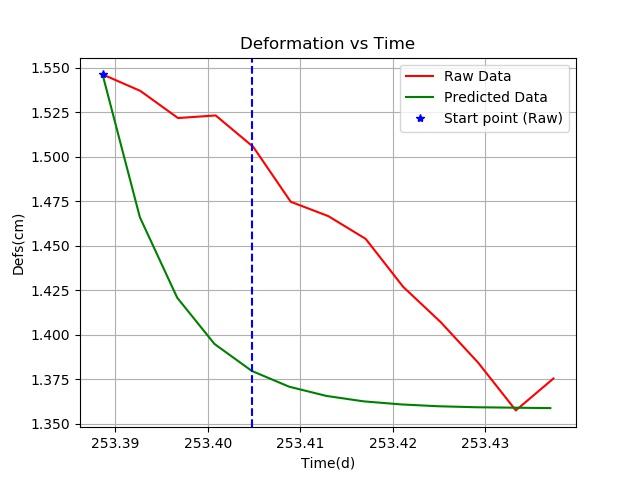 Deformation vs Time
Raw Data
Predicted Data
Start point (Raw)
Defs(cm)
1.550
1.525
1.500
1.475
1.450
1.425
1.400
1.375
1.350
253.39 253.40 253.41 253.42 253.43
Time(d)